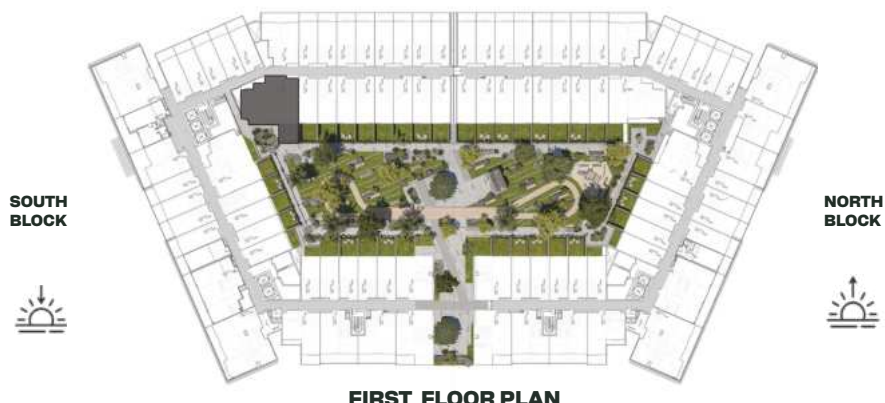 SOUTH
BLOCK
NORTH
BLOCK
FIRST FLOOR PLAN